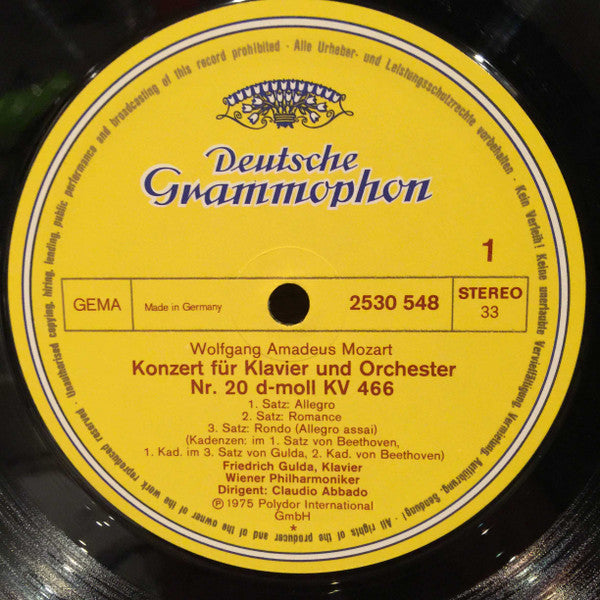 Deutsche
Grammophon
1
GEMA
Made in Germany
2530 548
STEREO
33
Wolfgang Amadeus Mozart
Konzert für Klavier und Orchester
Nr. 20 d-moll KV 466
1. Satz: Allegro
2. Satz: Romance
3. Satz: Rondo (Allegro assai)
(Kadenzen: im 1. Satz von Beethoven,
1. Kad. im 3. Satz von Gulda, 2. Kad. von Beethoven)
Friedrich Gulda, Klavier
Wiener Philharmoniker
Dirigent: Claudio Abbado
Ⓟ 1975 Polydor International
GmbH
*
Alle Urheber- und Leistungsschutzrechte vorbehalten · Kein Verleih! Keine unerlaubte Vervielfältigung, Vermietung, Aufführung, Sendung! · All rights of the producer and of the owner of the work reproduced reserved · Unauthorised copying, hiring, lending, public performance and broadcasting of this record prohibited ·